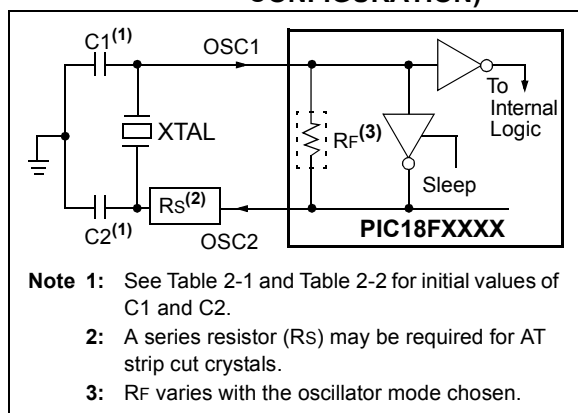 CONFIGURATION)
C1(1)
OSC1
To
Internal
Logic
XTAL
RF(3)
Sleep
RS(2)
C2(1)
OSC2
PIC18FXXXX
Note 1: See Table 2-1 and Table 2-2 for initial values of
C1 and C2.
2: A series resistor (RS) may be required for AT
strip cut crystals.
3: RF varies with the oscillator mode chosen.